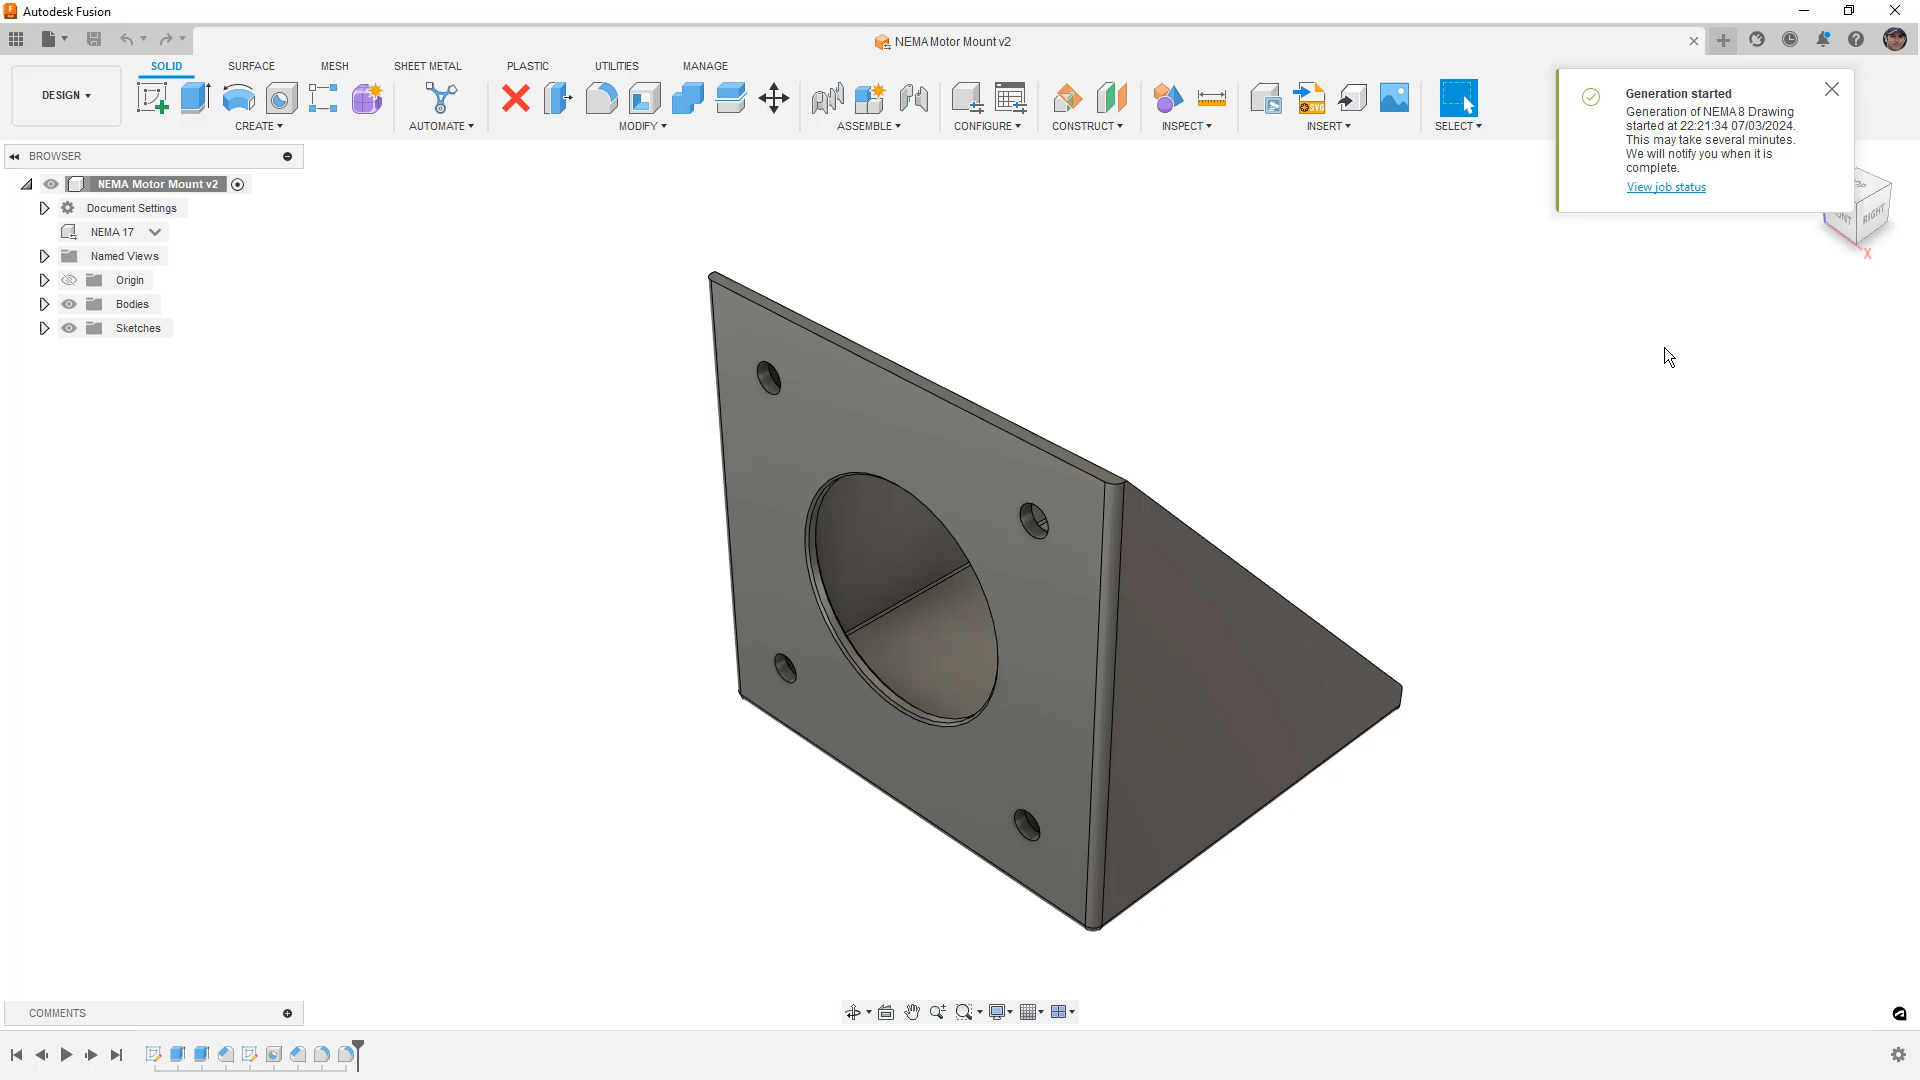 Autodesk Fusion
NEMA Motor Mount v2
SOLID
SURFACE
MESH
SHEET METAL
PLASTIC
UTILITIES
MANAGE
DESIGN
CREATE
AUTOMATE
MODIFY
ASSEMBLE
CONFIGURE
CONSTRUCT
INSPECT
INSERT
SELECT
SVG
Generation started
Generation of NEMA 8 Drawing
started at 22:21:34 07/03/2024.
This may take several minutes.
We will notify you when it is
complete.
View job status
RIGHT
X
BROWSER
NEMA Motor Mount v2
Document Settings
NEMA 17
Named Views
Origin
Bodies
Sketches
COMMENTS